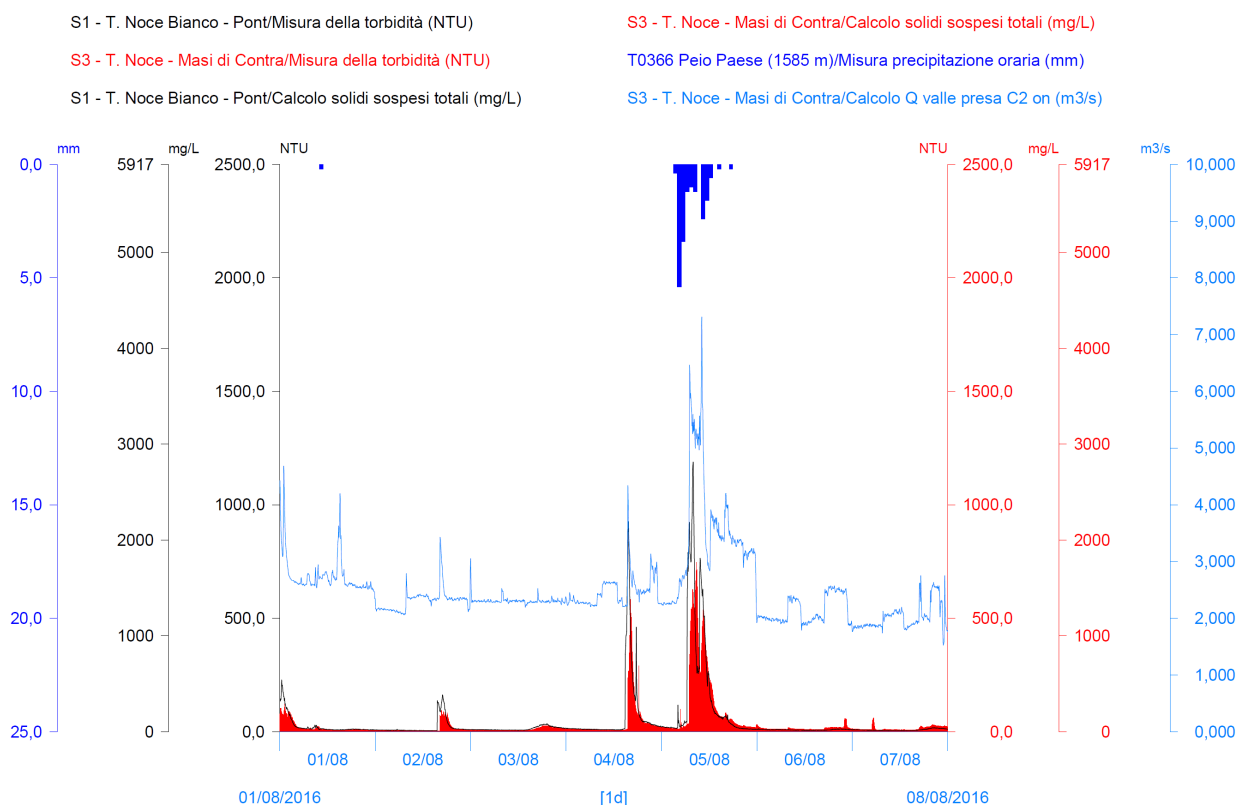 S1 - T. Noce Bianco - Pont/Misura della torbidità (NTU)
S3 - T. Noce - Masi di Contra/Calcolo solidi sospesi totali (mg/L)
S3 - T. Noce - Masi di Contra/Misura della torbidità (NTU)
T0366 Peio Paese (1585 m)/Misura precipitazione oraria (mm)
S1 - T. Noce Bianco - Pont/Calcolo solidi sospesi totali (mg/L)
S3 - T. Noce - Masi di Contra/Calcolo Q valle presa C2 on (m3/s)
mm mg/L NTU NTU mg/L m3/s
0,0 5917 2500,0 2500,0 5917 10,000
9,000
5000 5000
5,0 2000,0 2000,0 8,000
7,000
4000 4000
10,0 1500,0 1500,0 6,000
3000 3000 5,000
15,0 1000,0 1000,0 4,000
2000 2000
3,000
20,0 500,0 500,0 2,000
1000 1000
1,000
25,0 0 0,0 0,0 0 0,000
01/08 02/08 03/08 04/08 05/08 06/08 07/08
01/08/2016 [1d] 08/08/2016